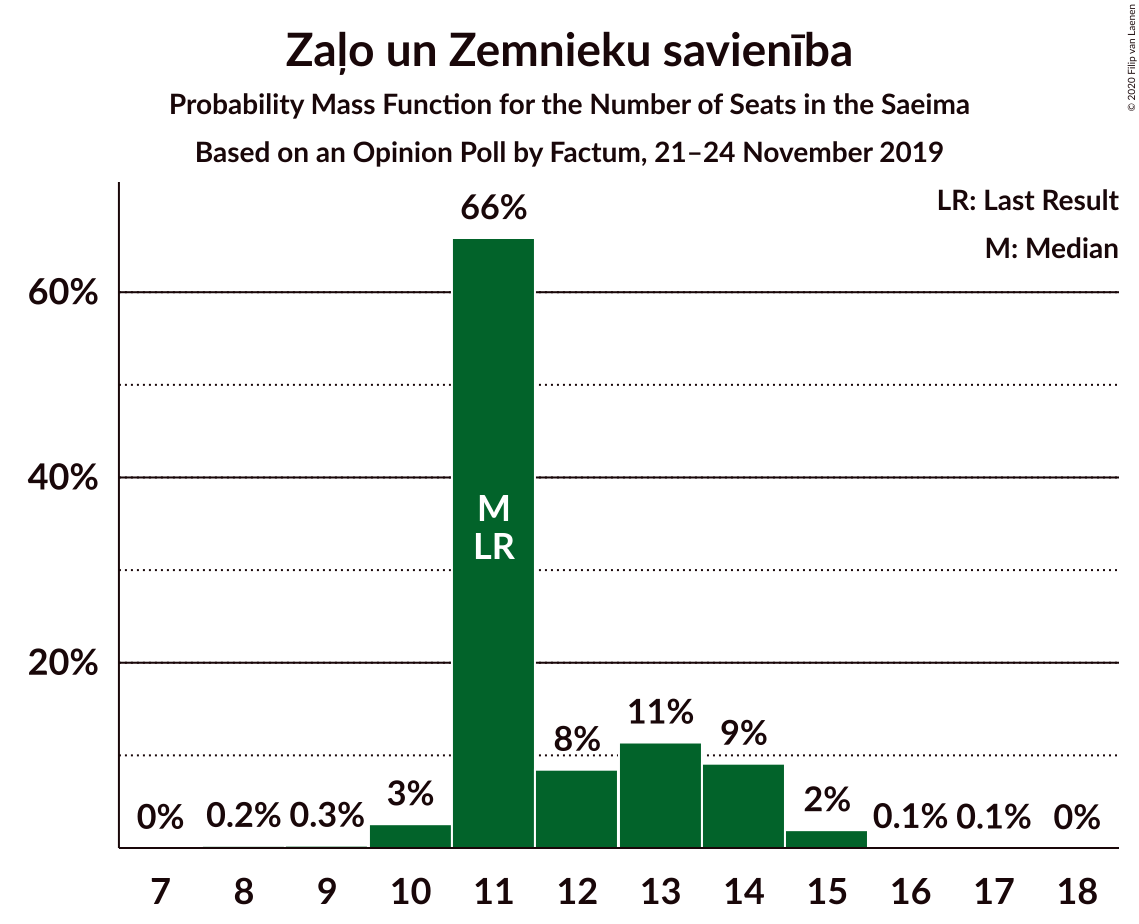 Zaļo un Zemnieku savienība
Probability Mass Function for the Number of Seats in the Saeima
Based on an Opinion Poll by Factum, 21–24 November 2019
© 2020 Filip van Laenen
LR: Last Result
M: Median
60%
40%
20%
0%
0.2%
0.3%
3%
66%
M
LR
8%
11%
9%
2%
0.1%
0.1%
0%
7 8 9 10 11 12 13 14 15 16 17 18